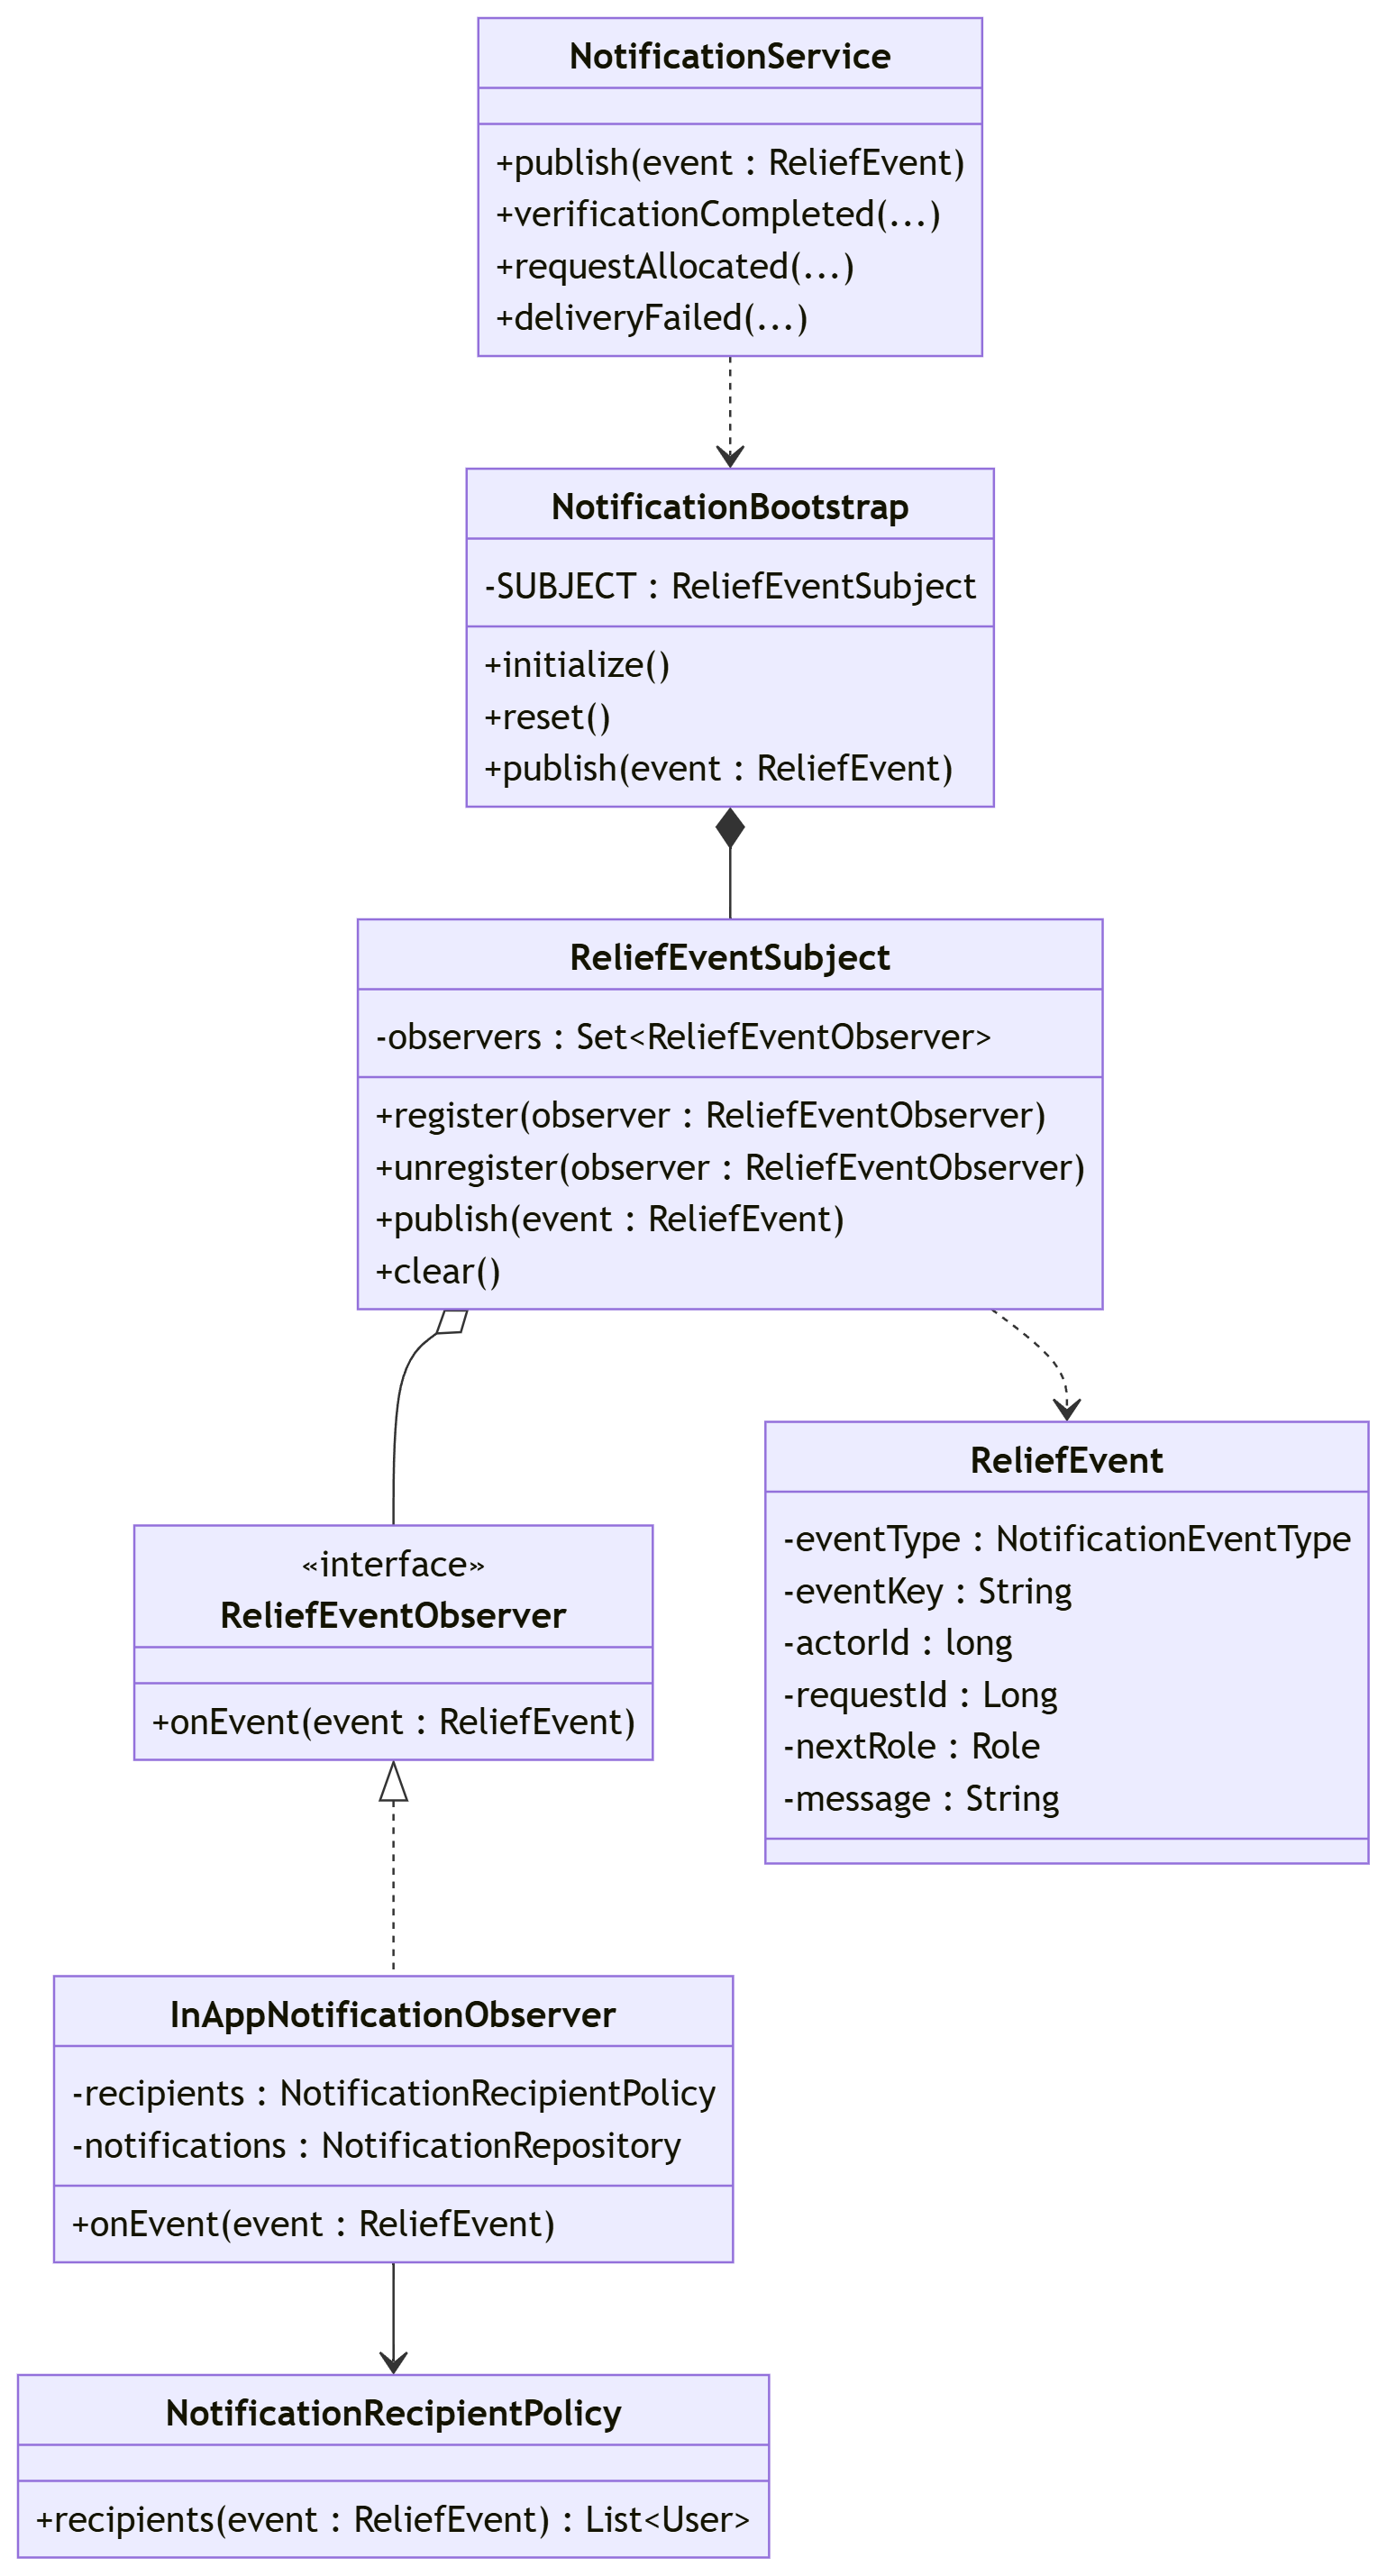 NotificationService
+publish(event : ReliefEvent)
+verificationCompleted(...)
+requestAllocated(...)
+deliveryFailed(...)
NotificationBootstrap
-SUBJECT : ReliefEventSubject
+initialize()
+reset()
+publish(event : ReliefEvent)
ReliefEventSubject
-observers : Set<ReliefEventObserver>
+register(observer : ReliefEventObserver)
+unregister(observer : ReliefEventObserver)
+publish(event : ReliefEvent)
+clear()
ReliefEvent
-eventType : NotificationEventType
-eventKey : String
-actorId : long
-requestId : Long
-nextRole : Role
-message : String
«interface»
ReliefEventObserver
+onEvent(event : ReliefEvent)
InAppNotificationObserver
-recipients : NotificationRecipientPolicy
-notifications : NotificationRepository
+onEvent(event : ReliefEvent)
NotificationRecipientPolicy
+recipients(event : ReliefEvent) : List<User>